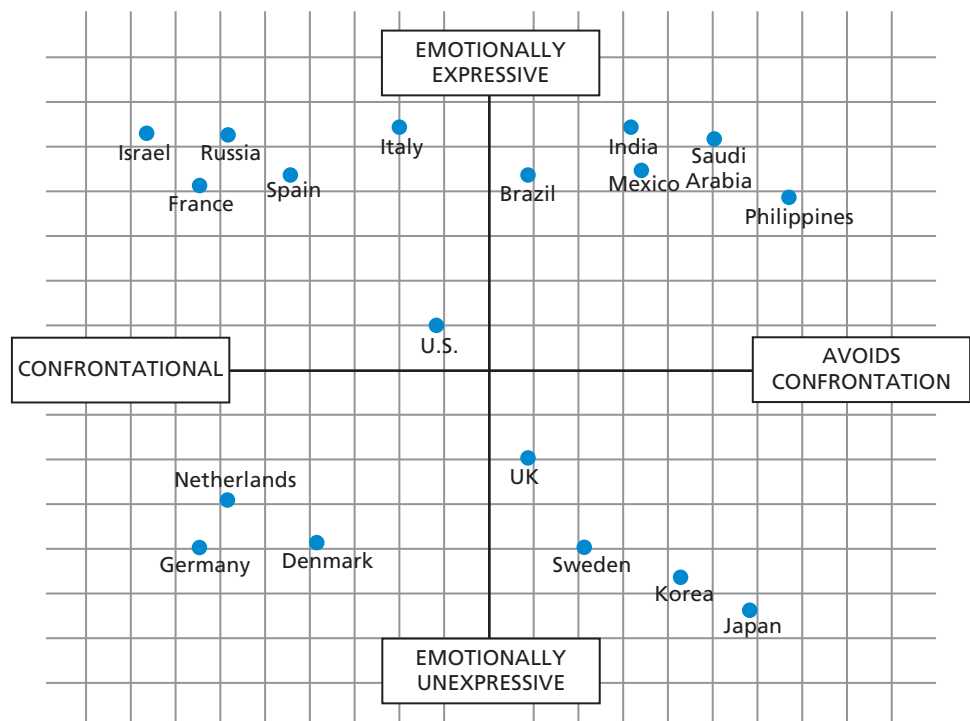 EMOTIONALLY
EXPRESSIVE
Israel
Russia
Italy
India
Saudi
Arabia
France
Spain
Brazil
Mexico
Philippines
U.S.
CONFRONTATIONAL
AVOIDS
CONFRONTATION
Netherlands
UK
Germany
Denmark
Sweden
Korea
Japan
EMOTIONALLY
UNEXPRESSIVE